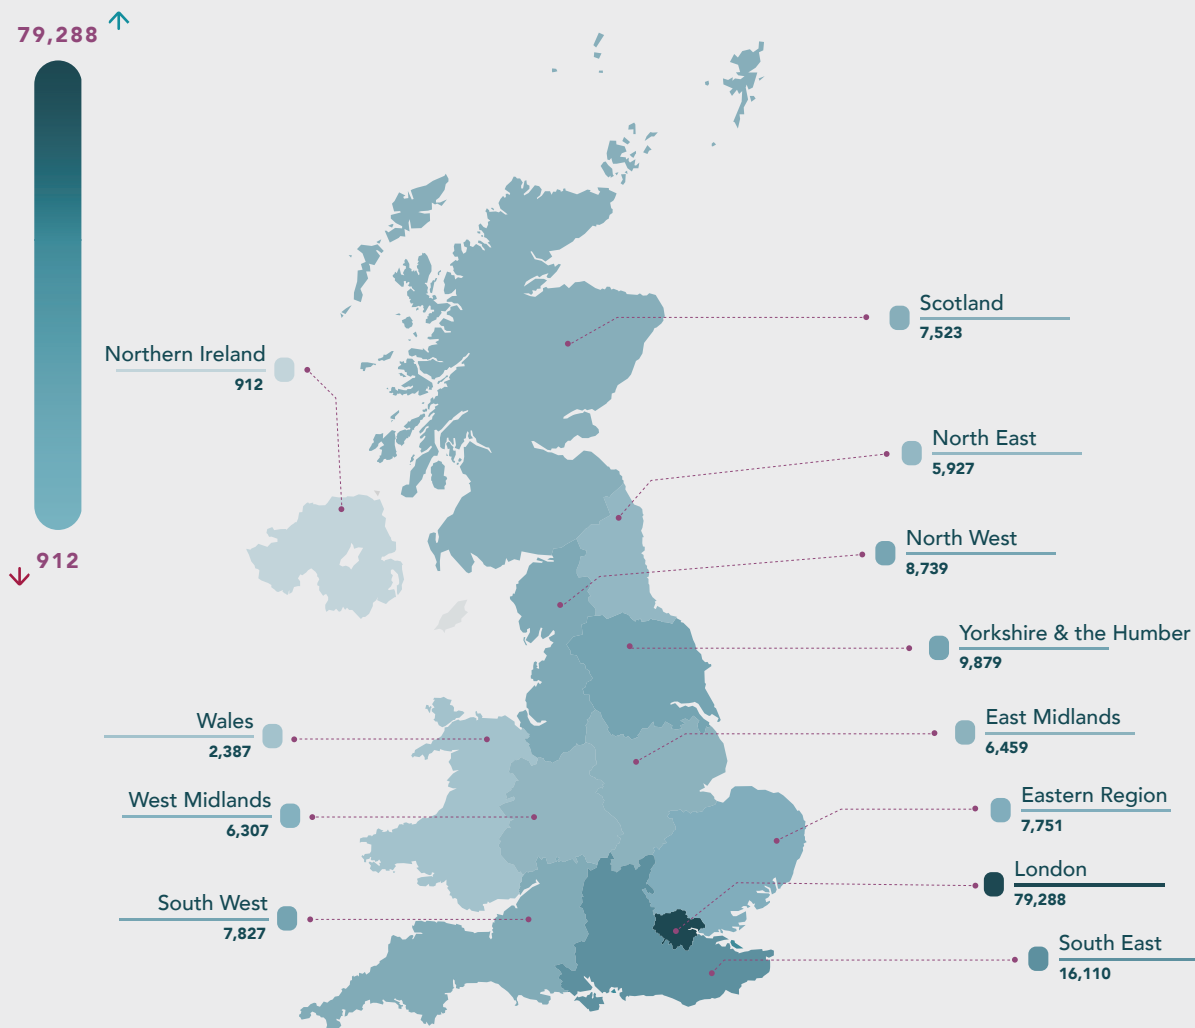 79,288
912
Scotland
7,523
Northern Ireland
912
North East
5,927
North West
8,739
Yorkshire & the Humber
9,879
Wales
2,387
East Midlands
6,459
West Midlands
6,307
Eastern Region
7,751
London
79,288
South West
7,827
South East
16,110